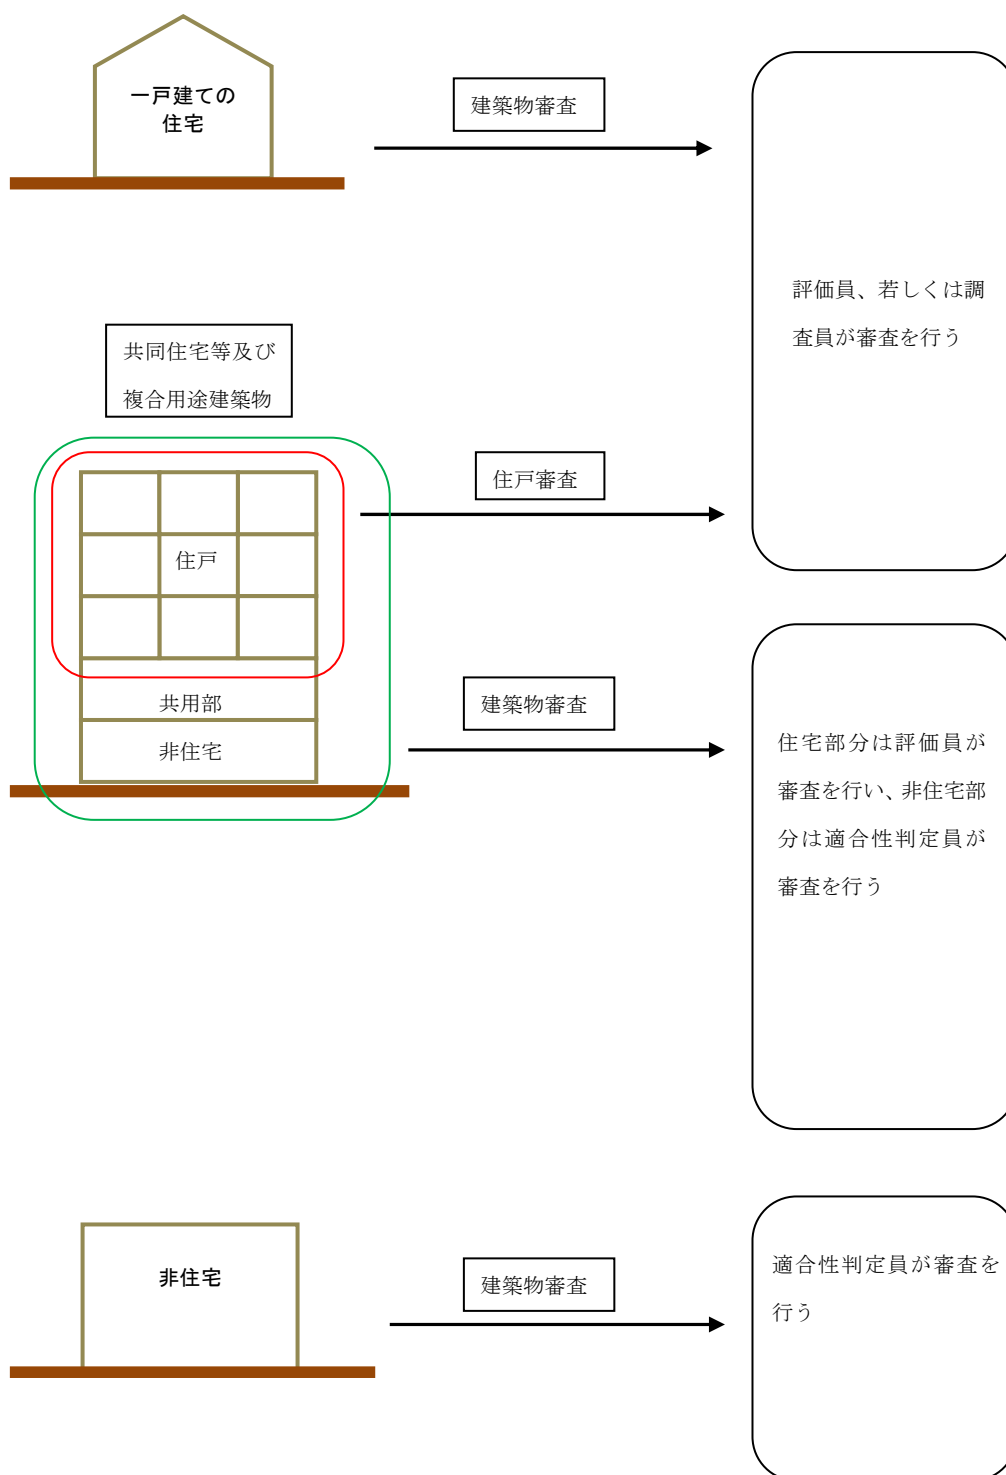 一戸建ての
住宅
建築物審査
評価員、若しくは調
査員が審査を行う
共同住宅等及び
複合用途建築物
住戸審査
住戸
共用部
非住宅
建築物審査
住宅部分は評価員が
審査を行い、非住宅部
分は適合性判定員が
審査を行う
非住宅
建築物審査
適合性判定員が審査を
行う